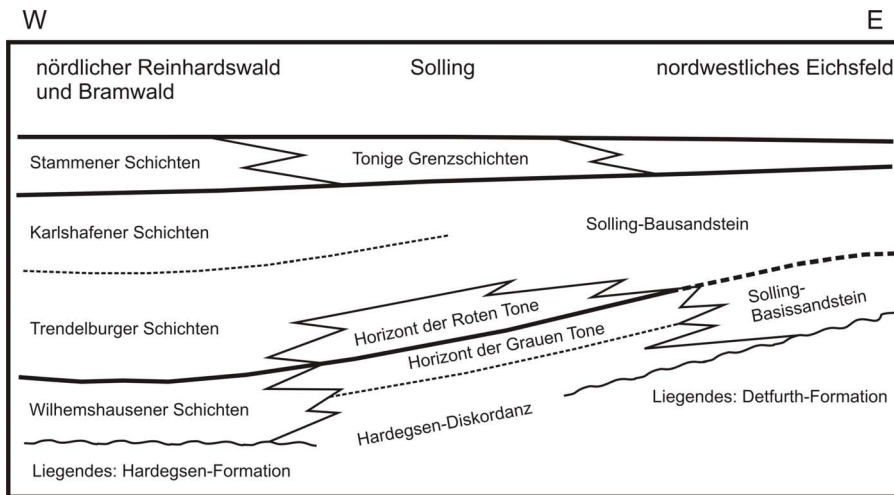 W
E
nördlicher Reinhardswald
und Bramwald
Solling
nordwestliches Eichsfeld
Stammener Schichten
Tonige Grenzschichten
Karlshafener Schichten
Solling-Bausandstein
Trendelburger Schichten
Horizont der Roten Tone
Solling-
Basissandstein
Horizont der Grauen Tone
Wilhemshausener Schichten
Hardegsen-Diskordanz
Liegendes: Detfurth-Formation
Liegendes: Hardegsen-Formation